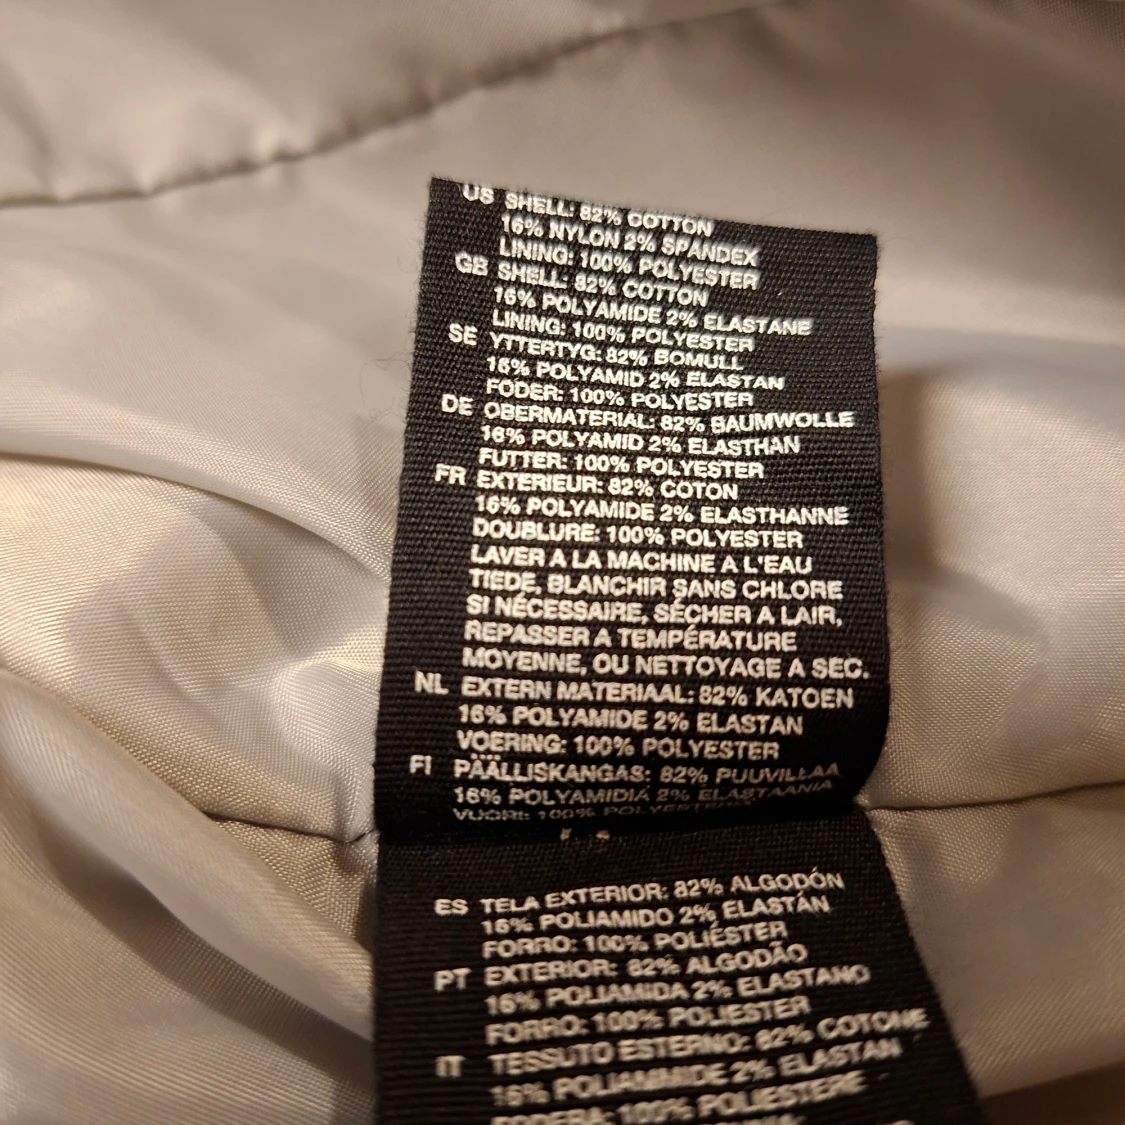 US SHELL: 82% COTTON
16% NYLON 2% SPANDEX
LINING: 100% POLYESTER
GB SHELL: 82% COTTON
16% POLYAMIDE 2% ELASTANE
LINING: 100% POLYESTER
SE YTTERTYG: 82% BOMULL
16% POLYAMID 2% ELASTAN
FODER: 100% POLYESTER
DE OBERMATERIAL: 82% BAUMWOLLE
16% POLYAMID 2% ELASTHAN
FUTTER: 100% POLYESTER
FR EXTERIEUR: 82% COTON
16% POLYAMIDE 2% ELASTHANNE
DOUBLURE: 100% POLYESTER
LAVER A LA MACHINE A L'EAU
TIEDE, BLANCHIR SANS CHLORE
SI NÉCESSAIRE, SÉCHER A LAIR,
REPASSER A TEMPÉRATURE
MOYENNE, OU NETTOYAGE A SEC.
NL EXTERN MATERIAAL: 82% KATOEN
16% POLYAMIDE 2% ELASTAN
VOERING: 100% POLYESTER
FI PÄÄLLISKANGAS: 82% PUUVILLAA
16% POLYAMIDIA 2% ELASTAANIA
VUORI: 100%
ES TELA EXTERIOR: 82% ALGODÓN
16% POLIAMIDO 2% ELASTÁN
FORRO: 100% POLIÉSTER
PT EXTERIOR: 82% ALGODÃO
16% POLIAMIDA 2% ELASTANO
FORRO: 100% POLIESTER
IT TESSUTO ESTERNO: 82% COTONE
16% POLIAMMIDE 2% ELASTAN
FODERA: 100% POLIESTERE